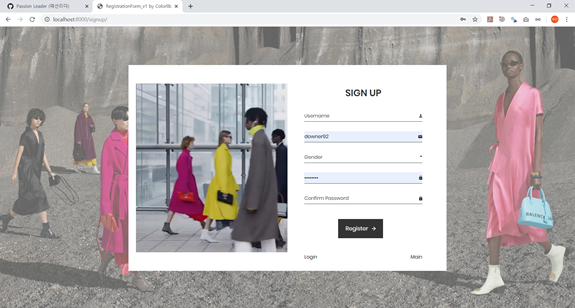 Passion Leader (패션리더)
RegistrationForm_v1 by Colorlib
localhost:8000/signup/
SIGN UP
Username
downer92
Gender
••••••••
Confirm Password
Register →
Login
Main
BALENCIA